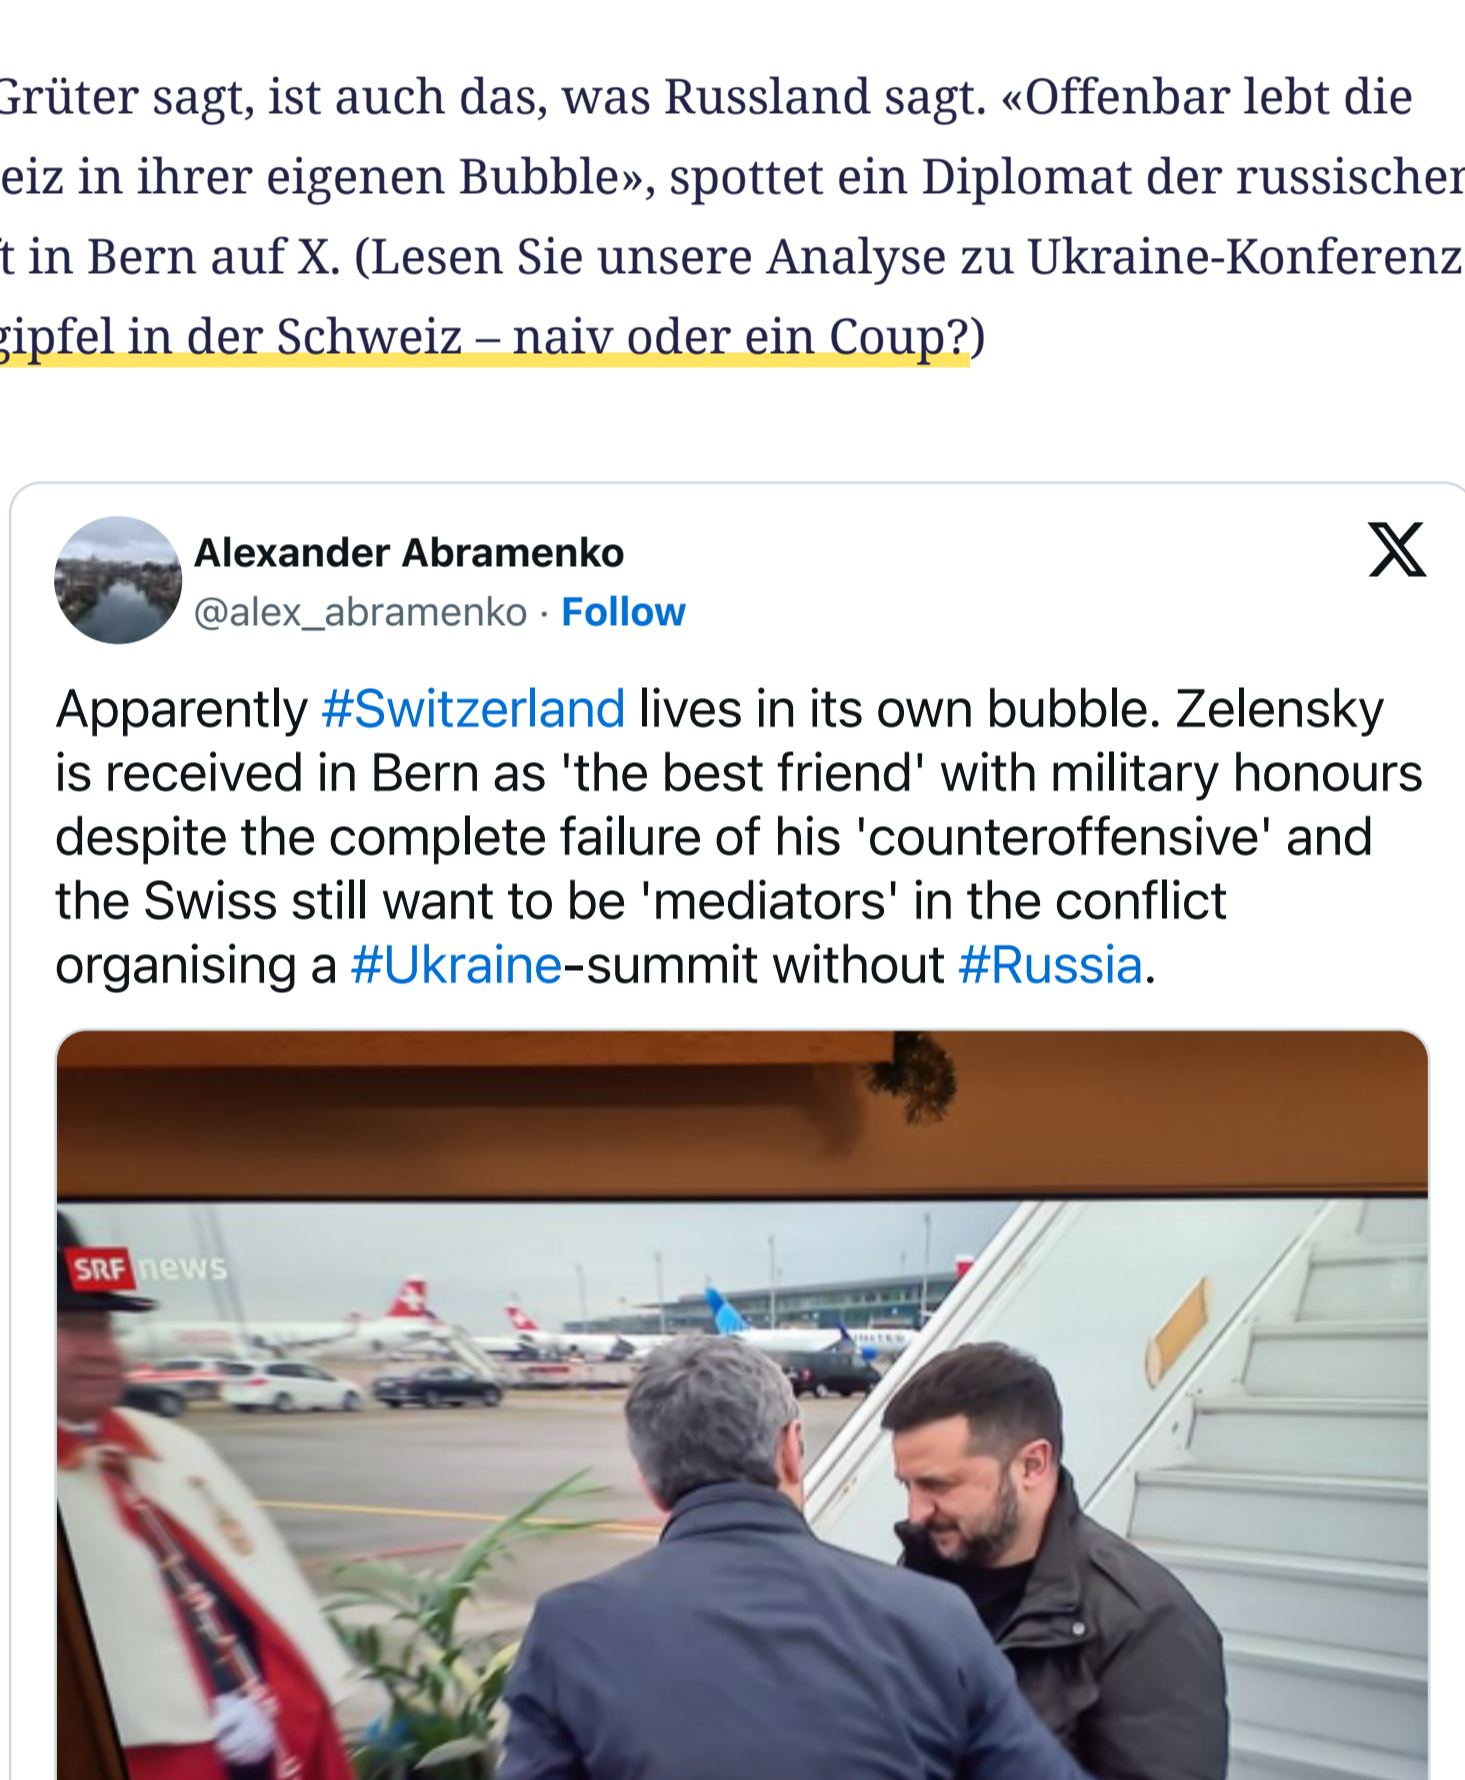 Grüter sagt, ist auch das, was Russland sagt. «Offenbar lebt die
eiz in ihrer eigenen Bubble», spottet ein Diplomat der russischen
t in Bern auf X. (Lesen Sie unsere Analyse zu Ukraine-Konferenz
gipfel in der Schweiz – naiv oder ein Coup?)
Alexander Abramenko
@alex_abramenko · Follow
Apparently #Switzerland lives in its own bubble. Zelensky
is received in Bern as 'the best friend' with military honours
despite the complete failure of his 'counteroffensive' and
the Swiss still want to be 'mediators' in the conflict
organising a #Ukraine-summit without #Russia.
SRF news
UNITED